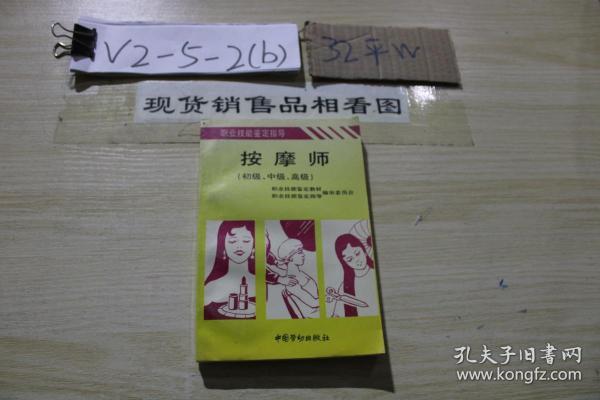 V2-5-2(b)
32平W
现货销售品相看图
职业技能鉴定指导
按摩师
(初级、中级、高级)
职业技能鉴定教材
职业技能鉴定指导
编审委员会
中国劳动出版社
孔夫子旧书网
www.kongfz.com